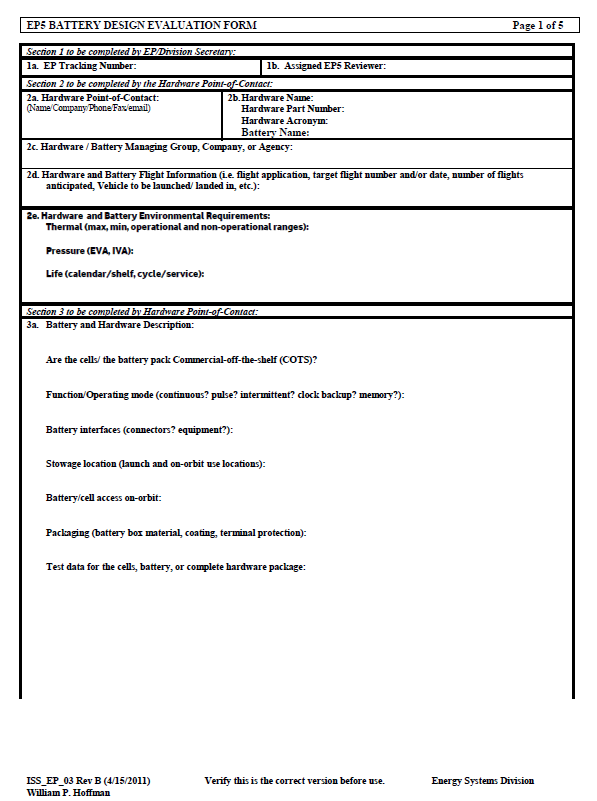 EP5 BATTERY DESIGN EVALUATION FORM Page 1 of 5
Section 1 to be completed by EP/Division Secretary:
1a. EP Tracking Number: 1b. Assigned EP5 Reviewer:
Section 2 to be completed by the Hardware Point-of-Contact:
2a. Hardware Point-of-Contact:
(Name/Company/Phone/Fax/email)
2b. Hardware Name:
Hardware Part Number:
Hardware Acronym:
Battery Name:
2c. Hardware / Battery Managing Group, Company, or Agency:
2d. Hardware and Battery Flight Information (i.e. flight application, target flight number and/or date, number of flights
anticipated, Vehicle to be launched/ landed in, etc.):
2e. Hardware and Battery Environmental Requirements:
Thermal (max, min, operational and non-operational ranges):
Pressure (EVA, IVA):
Life (calendar/shelf, cycle/service):
Section 3 to be completed by Hardware Point-of-Contact:
3a. Battery and Hardware Description:
Are the cells/ the battery pack Commercial-off-the-shelf (COTS)?
Function/Operating mode (continuous? pulse? intermittent? clock backup? memory?):
Battery interfaces (connectors? equipment?):
Stowage location (launch and on-orbit use locations):
Battery/cell access on-orbit:
Packaging (battery box material, coating, terminal protection):
Test data for the cells, battery, or complete hardware package:
ISS_EP_03 Rev B (4/15/2011) Verify this is the correct version before use. Energy Systems Division
William P. Hoffman